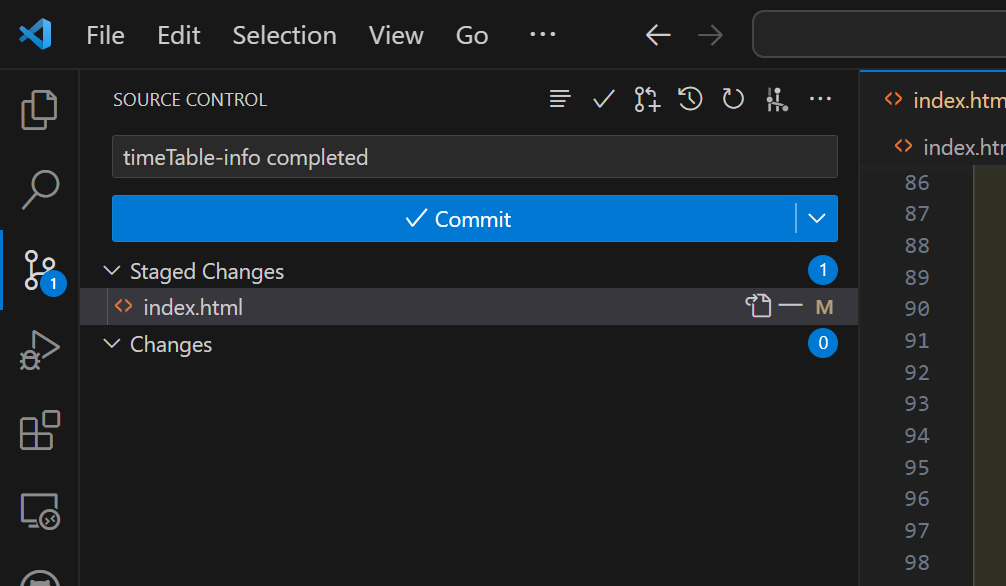 File Edit Selection View Go ...
SOURCE CONTROL
timeTable-info completed
Commit
Staged Changes 1
index.html M
Changes 0
1
index.htm
index.htm
86
87
88
89
90
91
92
93
94
95
96
97
98